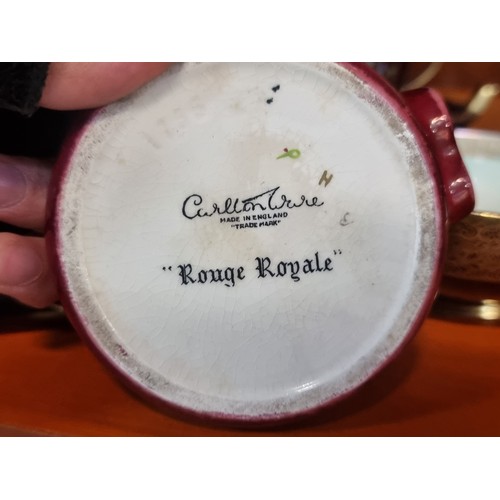 Carlton Ware
MADE IN ENGLAND
"TRADE MARK"
"Rouge Royale"